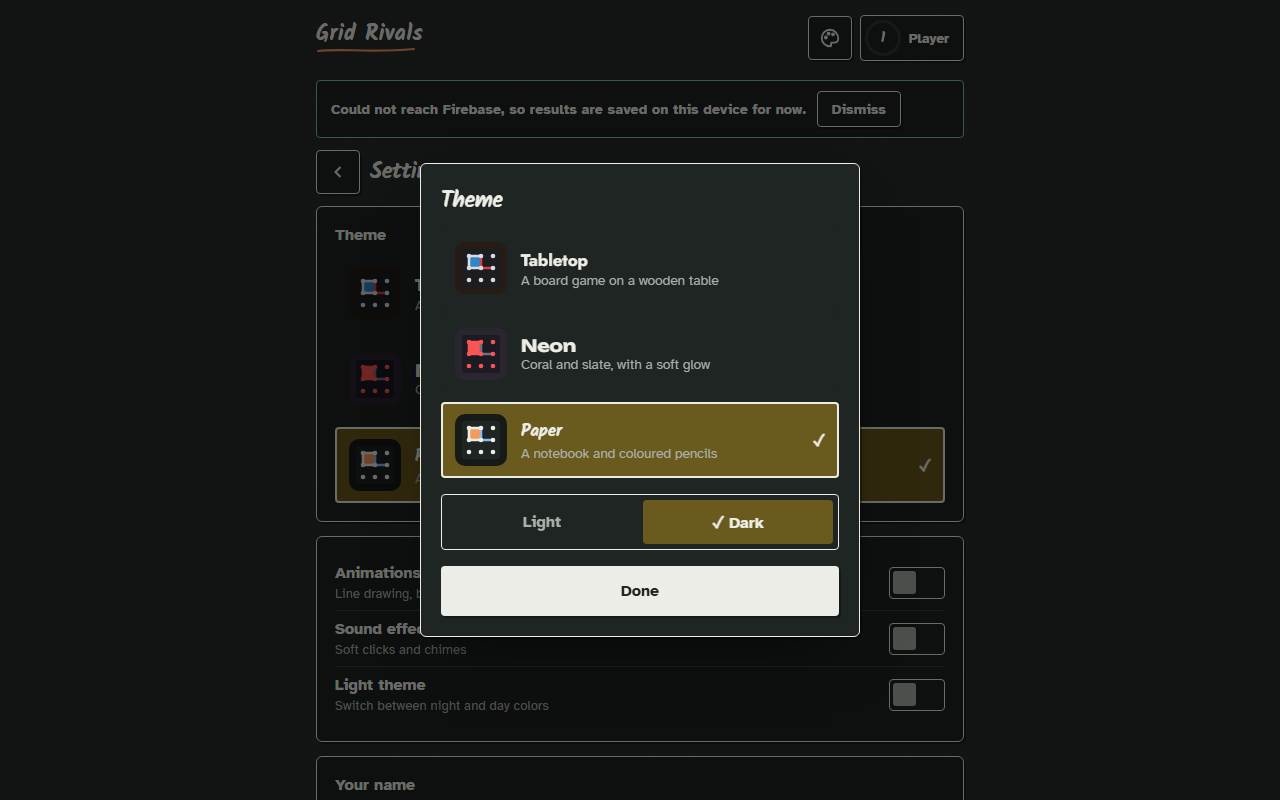 Grid Rivals
I Player
Could not reach Firebase, so results are saved on this device for now. Dismiss
Theme
Theme
Tabletop
A board game on a wooden table
Neon
Coral and slate, with a soft glow
Paper
A notebook and coloured pencils
Light ✓ Dark
Done
Animations
Line drawing,
Sound
Soft clicks and chimes
Light theme
Switch between night and day colors
Your name